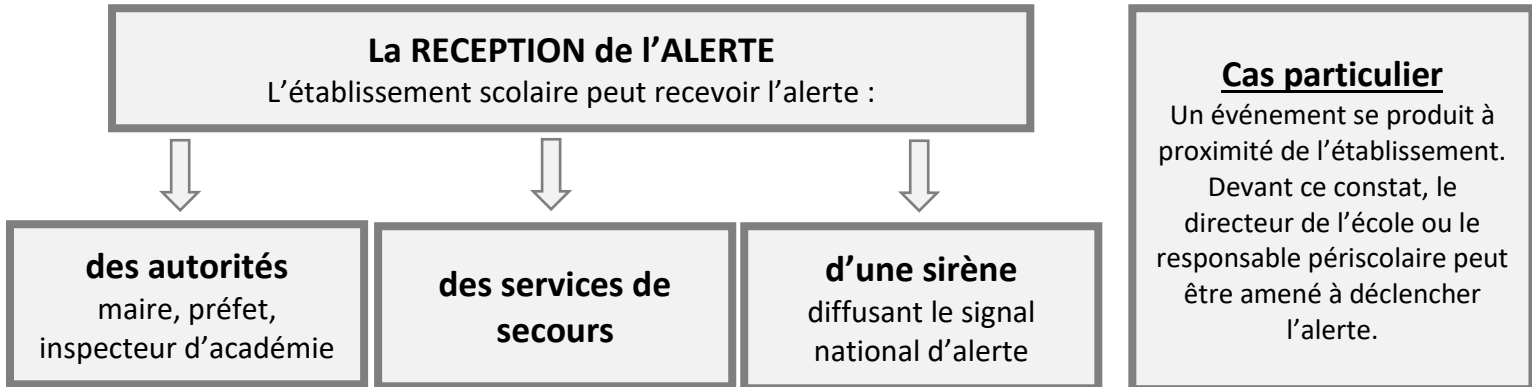 La RECEPTION de l’ALERTE
L’établissement scolaire peut recevoir l’alerte :
des autorités
maire, préfet,
inspecteur d’académie
des services de
secours
d’une sirène
diffusant le signal
national d’alerte
Cas particulier
Un événement se produit à
proximité de l’établissement.
Devant ce constat, le
directeur de l’école ou le
responsable périscolaire peut
être amené à déclencher
l’alerte.